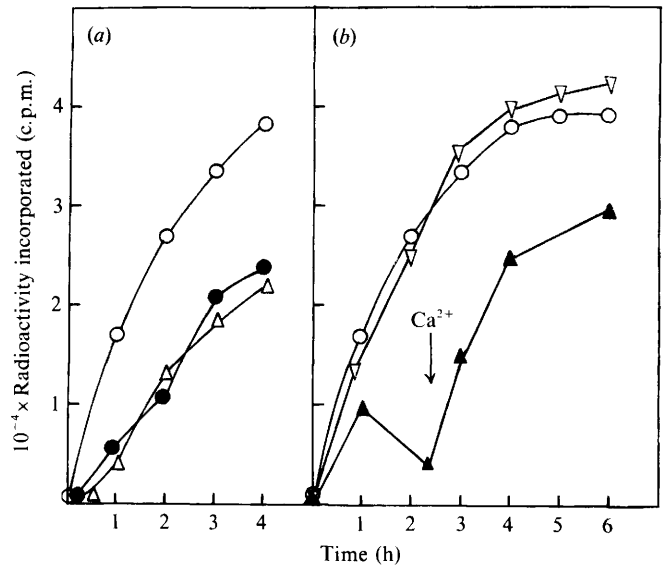 (a)
(b)
10⁻⁴ × Radioactivity incorporated (c.p.m.)
4
3
2
1
Ca²⁺
1 2 3 4 1 2 3 4 5 6
Time (h)